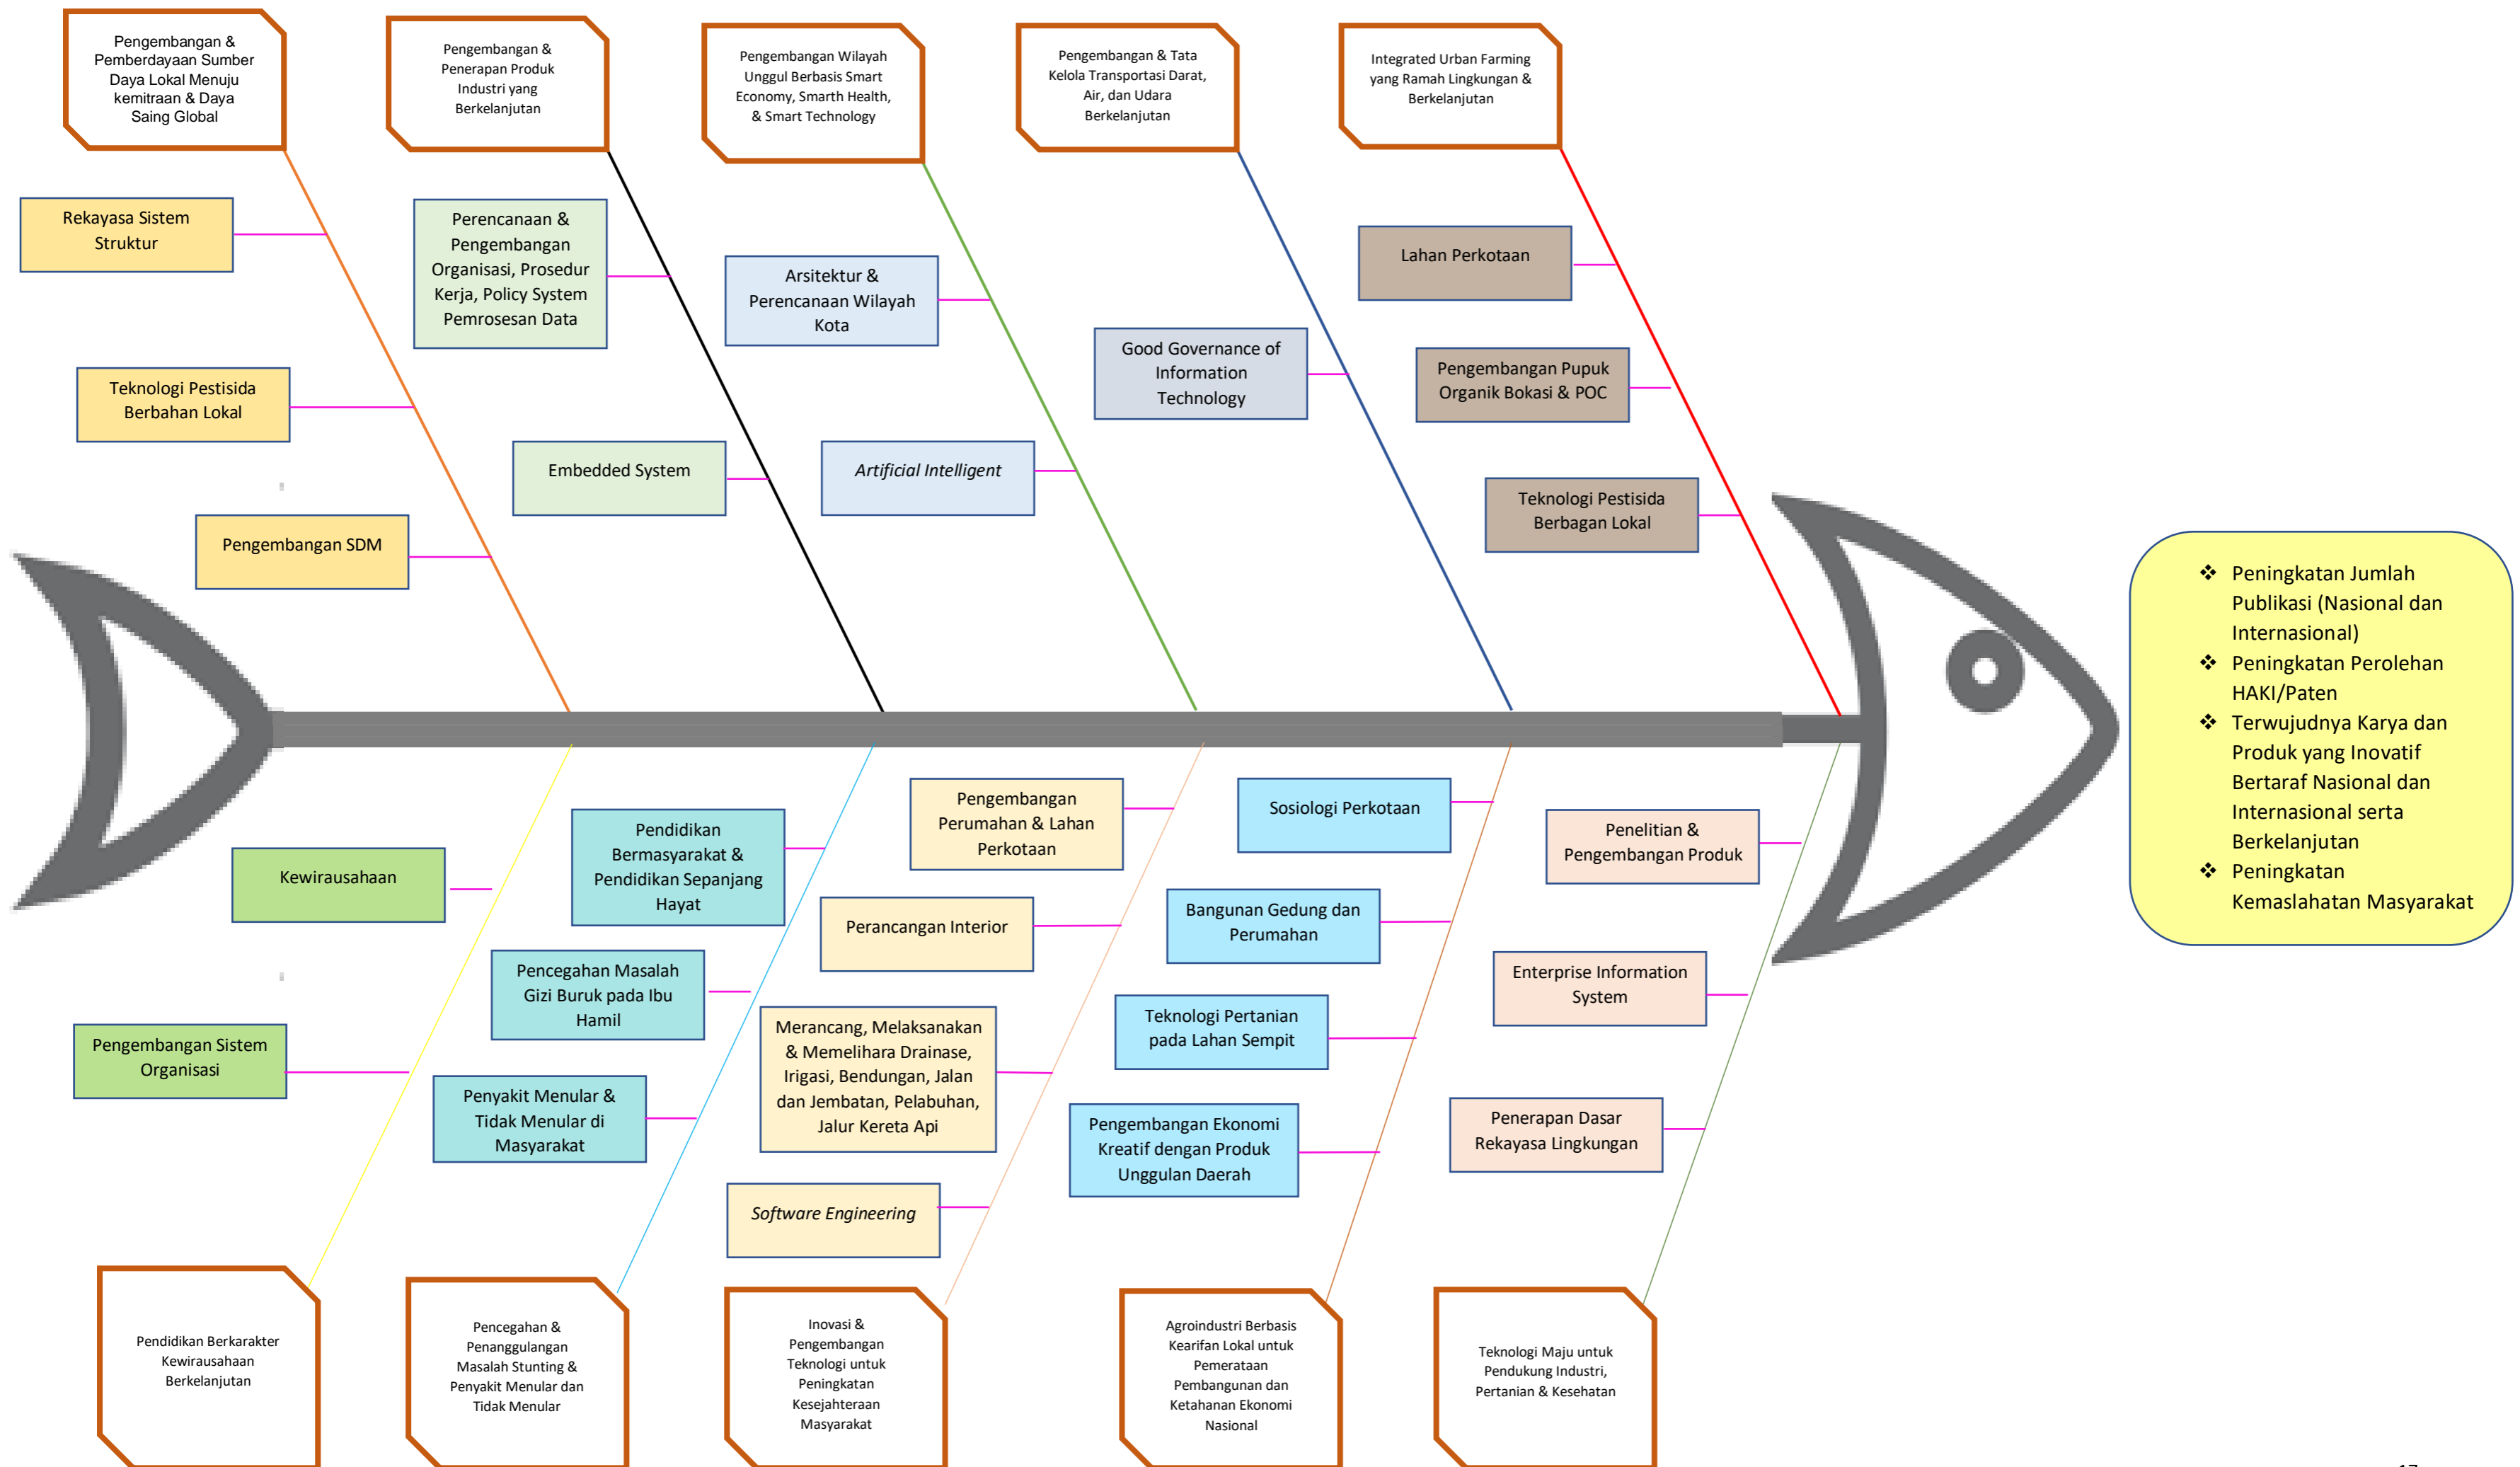 Pengembangan &
Pemberdayaan Sumber
Daya Lokal Menuju
kemitraan & Daya
Saing Global
Pengembangan &
Penerapan Produk
Industri yang
Berkelanjutan
Pengembangan Wilayah
Unggul Berbasis Smart
Economy, Smarth Health,
& Smart Technology
Pengembangan & Tata
Kelola Transportasi Darat,
Air, dan Udara
Berkelanjutan
Integrated Urban Farming
yang Ramah Lingkungan &
Berkelanjutan
Rekayasa Sistem
Struktur
Teknologi Pestisida
Berbahan Lokal
Pengembangan SDM
Perencanaan &
Pengembangan
Organisasi, Prosedur
Kerja, Policy System
Pemrosesan Data
Embedded System
Arsitektur &
Perencanaan Wilayah
Kota
Artificial Intelligent
Good Governance of
Information
Technology
Lahan Perkotaan
Pengembangan Pupuk
Organik Bokasi & POC
Teknologi Pestisida
Berbagan Lokal
❖ Peningkatan Jumlah
Publikasi (Nasional dan
Internasional)
❖ Peningkatan Perolehan
HAKI/Paten
❖ Terwujudnya Karya dan
Produk yang Inovatif
Bertaraf Nasional dan
Internasional serta
Berkelanjutan
❖ Peningkatan
Kemaslahatan Masyarakat
Kewirausahaan
Pengembangan Sistem
Organisasi
Pendidikan
Bermasyarakat &
Pendidikan Sepanjang
Hayat
Pencegahan Masalah
Gizi Buruk pada Ibu
Hamil
Penyakit Menular &
Tidak Menular di
Masyarakat
Pengembangan
Perumahan & Lahan
Perkotaan
Perancangan Interior
Merancang, Melaksanakan
& Memelihara Drainase,
Irigasi, Bendungan, Jalan
dan Jembatan, Pelabuhan,
Jalur Kereta Api
Software Engineering
Sosiologi Perkotaan
Bangunan Gedung dan
Perumahan
Teknologi Pertanian
pada Lahan Sempit
Pengembangan Ekonomi
Kreatif dengan Produk
Unggulan Daerah
Penelitian &
Pengembangan Produk
Enterprise Information
System
Penerapan Dasar
Rekayasa Lingkungan
Pendidikan Berkarakter
Kewirausahaan
Berkelanjutan
Pencegahan &
Penanggulangan
Masalah Stunting &
Penyakit Menular dan
Tidak Menular
Inovasi &
Pengembangan
Teknologi untuk
Peningkatan
Kesejahteraan
Masyarakat
Agroindustri Berbasis
Kearifan Lokal untuk
Pemerataan
Pembangunan dan
Ketahanan Ekonomi
Nasional
Teknologi Maju untuk
Pendukung Industri,
Pertanian & Kesehatan